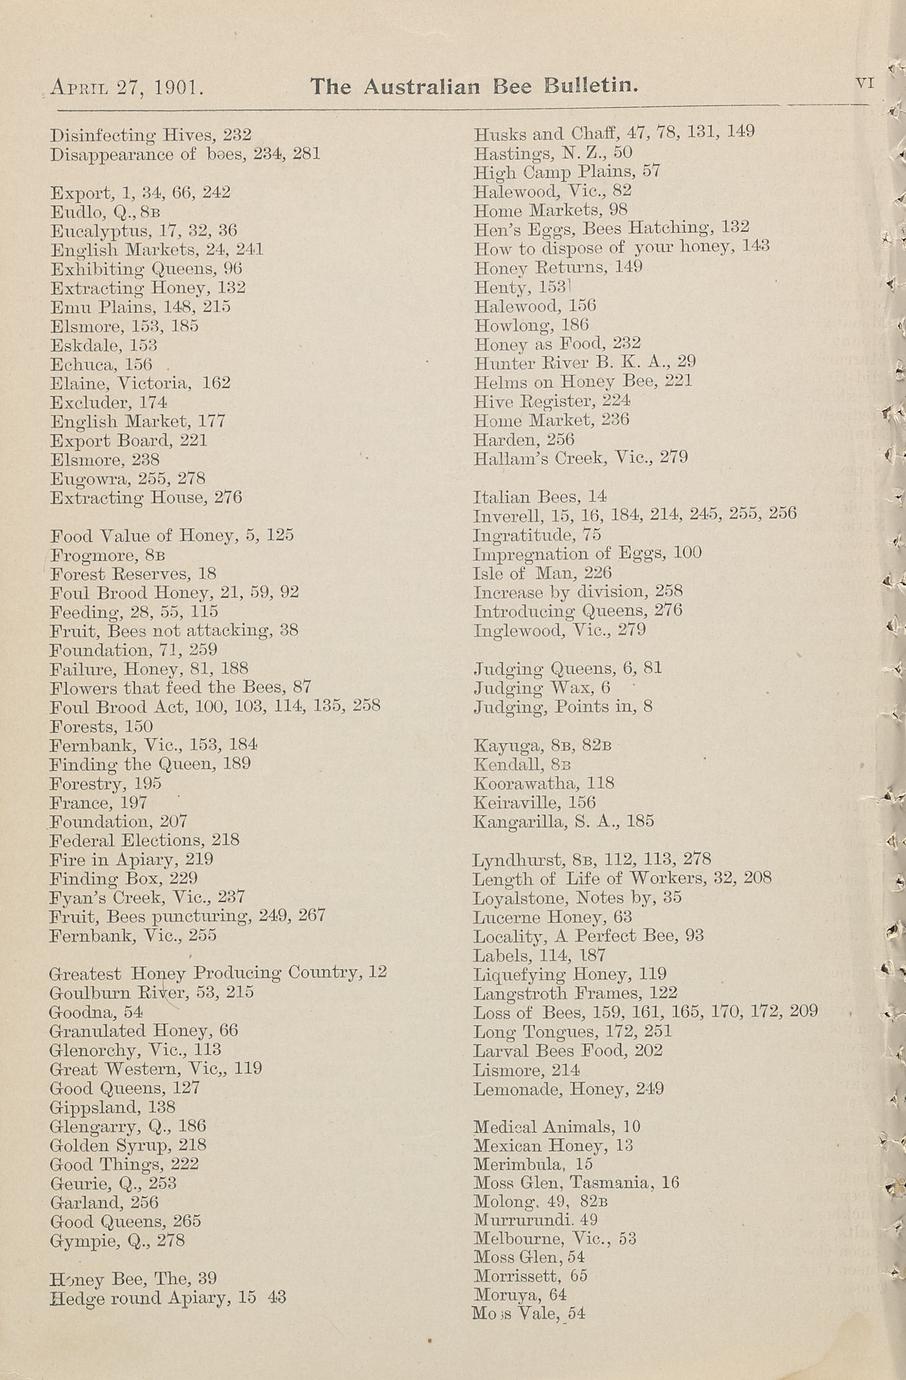 APRIL 27, 1901. The Australian Bee Bulletin. VI
Disinfecting Hives, 232
Disappearance of bees, 234, 281
Export, 1, 34, 66, 242
Eudlo, Q., 8B
Eucalyptus, 17, 32, 36
English Markets, 24, 241
Exhibiting Queens, 96
Extracting Honey, 132
Emu Plains, 148, 215
Elsmore, 153, 185
Eskdale, 153
Echuca, 156
Elaine, Victoria, 162
Excluder, 174
English Market, 177
Export Board, 221
Elsmore, 238
Eugowra, 255, 278
Extracting House, 276
Food Value of Honey, 5, 125
Frogmore, 8B
Forest Reserves, 18
Foul Brood Honey, 21, 59, 92
Feeding, 28, 55, 115
Fruit, Bees not attacking, 38
Foundation, 71, 259
Failure, Honey, 81, 188
Flowers that feed the Bees, 87
Foul Brood Act, 100, 103, 114, 135, 258
Forests, 150
Fernbank, Vic., 153, 184
Finding the Queen, 189
Forestry, 195
France, 197
Foundation, 207
Federal Elections, 218
Fire in Apiary, 219
Finding Box, 229
Fyan's Creek, Vic., 237
Fruit, Bees puncturing, 249, 267
Fernbank, Vic., 255
Greatest Honey Producing Country, 12
Goulburn River, 53, 215
Goodna, 54
Granulated Honey, 66
Glenorchy, Vic., 113
Great Western, Vic,, 119
Good Queens, 127
Gippsland, 138
Glengarry, Q., 186
Golden Syrup, 218
Good Things, 222
Geurie, Q., 253
Garland, 256
Good Queens, 265
Gympie, Q., 278
Honey Bee, The, 39
Hedge round Apiary, 15 43
Husks and Chaff, 47, 78, 131, 149
Hastings, N. Z., 50
High Camp Plains, 57
Halewood, Vic., 82
Home Markets, 98
Hen's Eggs, Bees Hatching, 132
How to dispose of your honey, 143
Honey Returns, 149
Henty, 153
Halewood, 156
Howlong, 186
Honey as Food, 232
Hunter River B. K. A., 29
Helms on Honey Bee, 221
Hive Register, 224
Home Market, 236
Harden, 256
Hallam's Creek, Vic., 279
Italian Bees, 14
Inverell, 15, 16, 184, 214, 245, 255, 256
Ingratitude, 75
Impregnation of Eggs, 100
Isle of Man, 226
Increase by division, 258
Introducing Queens, 276
Inglewood, Vic., 279
Judging Queens, 6, 81
Judging Wax, 6
Judging, Points in, 8
Kayuga, 8B, 82B
Kendall, 8B
Koorawatha, 118
Keiraville, 156
Kangarilla, S. A., 185
Lyndhurst, 8B, 112, 113, 278
Length of Life of Workers, 32, 208
Loyalstone, Notes by, 35
Lucerne Honey, 63
Locality, A Perfect Bee, 93
Labels, 114, 187
Liquefying Honey, 119
Langstroth Frames, 122
Loss of Bees, 159, 161, 165, 170, 172, 209
Long Tongues, 172, 251
Larval Bees Food, 202
Lismore, 214
Lemonade, Honey, 249
Medical Animals, 10
Mexican Honey, 13
Merimbula, 15
Moss Glen, Tasmania, 16
Molong, 49, 82B
Murrurundi. 49
Melbourne, Vic., 53
Moss Glen, 54
Morrissett, 65
Moruya, 64
Moss Vale, 54